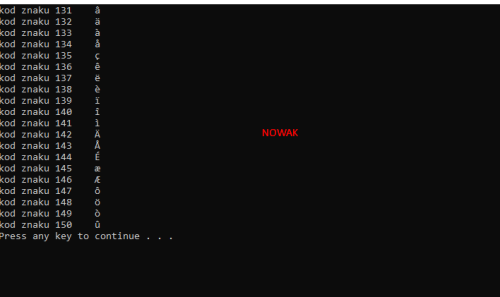 kod znaku 131 â
kod znaku 132 ä
kod znaku 133 à
kod znaku 134 å
kod znaku 135 ç
kod znaku 136 ê
kod znaku 137 ë
kod znaku 138 è
kod znaku 139 ï
kod znaku 140 î
kod znaku 141 ì
kod znaku 142 Ä
NOWAK
kod znaku 143 Å
kod znaku 144 É
kod znaku 145 æ
kod znaku 146 Æ
kod znaku 147 ô
kod znaku 148 ö
kod znaku 149 ò
kod znaku 150 û
Press any key to continue . . .